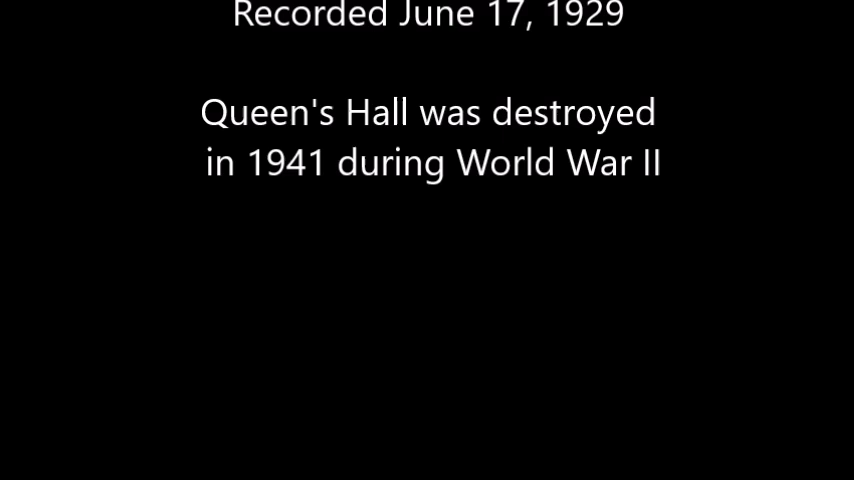 Recorded June 17, 1929
Queen's Hall was destroyed
in 1941 during World War II